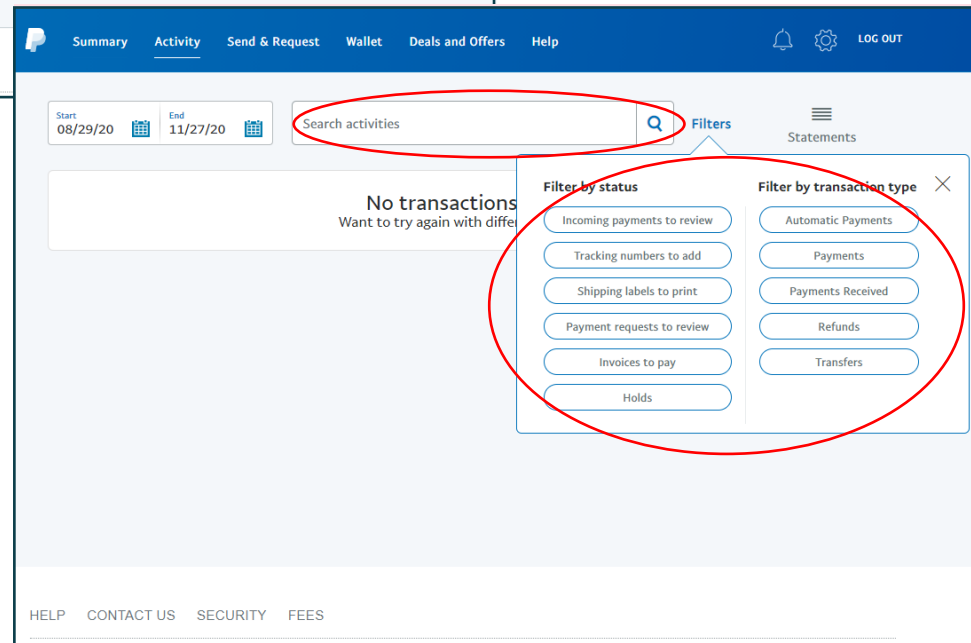 Summary Activity Send & Request Wallet Deals and Offers Help LOG OUT
Start End
08/29/20 11/27/20
Search activities
Filters
Statements
No transactions
Want to try again with
Filter by status
Incoming payments to review
Tracking numbers to add
Shipping labels to print
Payment requests to review
Invoices to pay
Holds
Filter by transaction type
Automatic Payments
Payments
Payments Received
Refunds
Transfers
HELP CONTACT US SECURITY FEES